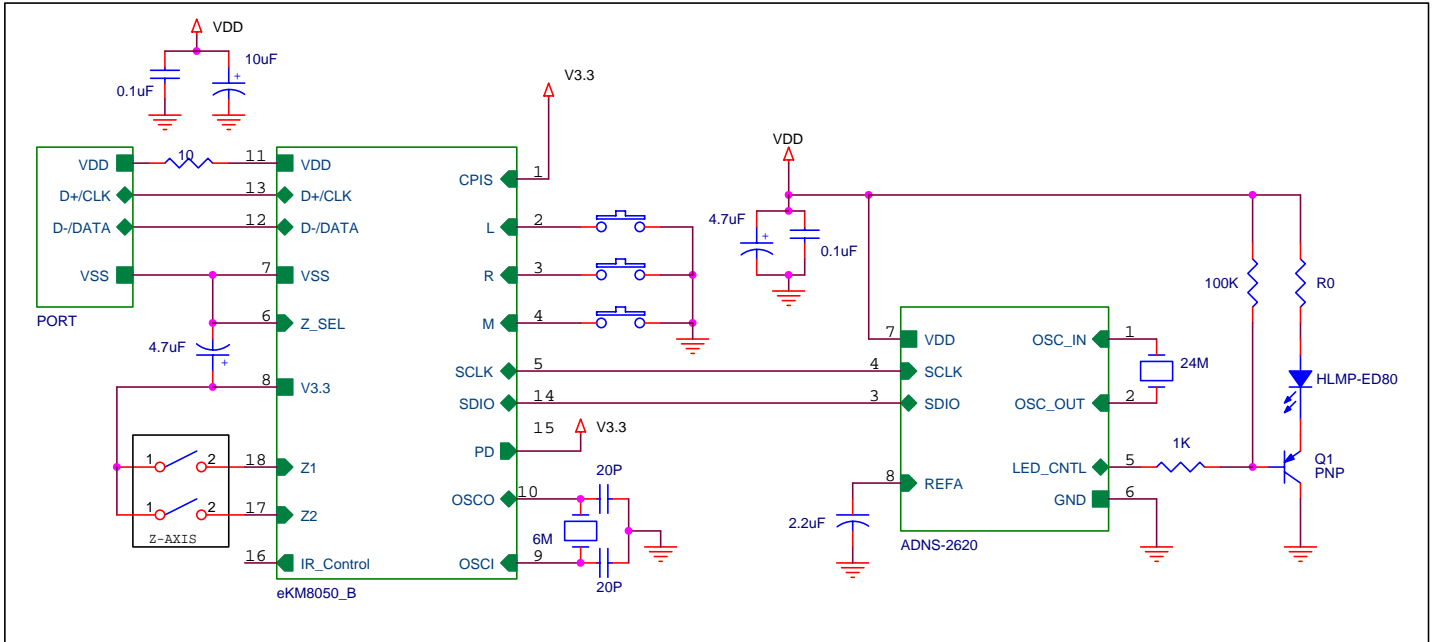 VDD
10uF
0.1uF
+
V3.3
VDD
10
11
VDD
D+/CLK
13
D+/CLK
D-/DATA
12
D-/DATA
VSS
7
VSS
PORT
6
Z_SEL
4.7uF
+
8
V3.3
1
2
18
Z1
1
2
17
Z2
Z-AXIS
16
IR_Control
eKM8050_B
CPIS
1
L
2
R
3
M
4
SCLK
5
SDIO
14
PD
15
V3.3
OSCO
10
20P
6M
OSCI
9
20P
VDD
4.7uF
+
0.1uF
100K
R0
7
VDD
4
SCLK
3
SDIO
8
REFA
2.2uF
OSC_IN
1
24M
OSC_OUT
2
LED_CNTL
5
1K
GND
6
ADNS-2620
HLMP-ED80
Q1
PNP